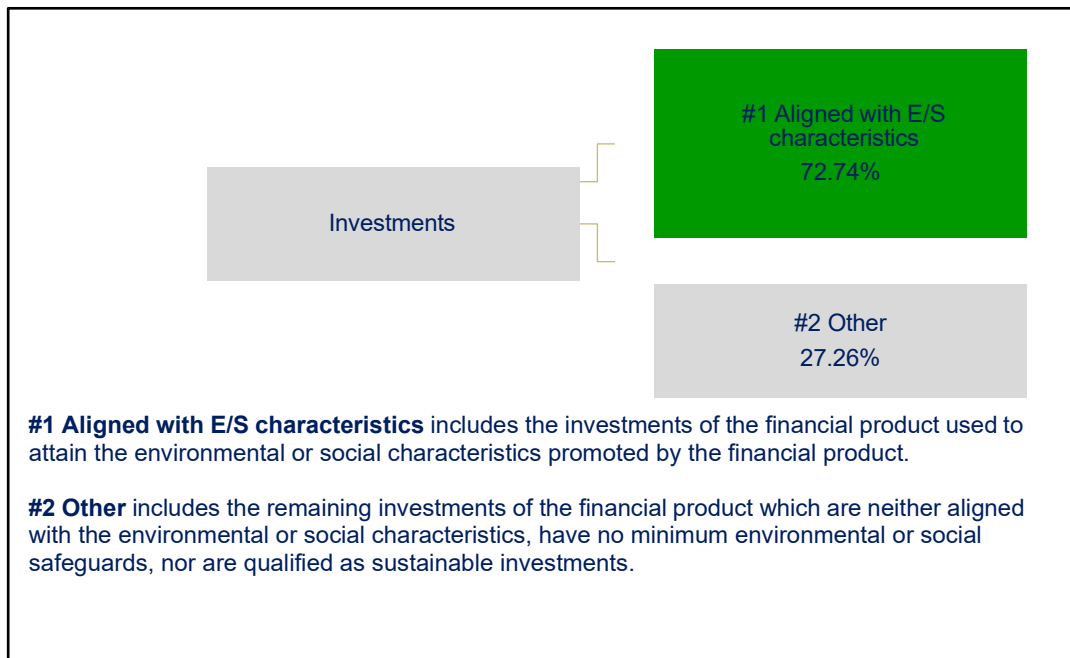 #1 Aligned with E/S
characteristics
72.74%
Investments
#2 Other
27.26%
#1 Aligned with E/S characteristics includes the investments of the financial product used to
attain the environmental or social characteristics promoted by the financial product.
#2 Other includes the remaining investments of the financial product which are neither aligned
with the environmental or social characteristics, have no minimum environmental or social
safeguards, nor are qualified as sustainable investments.